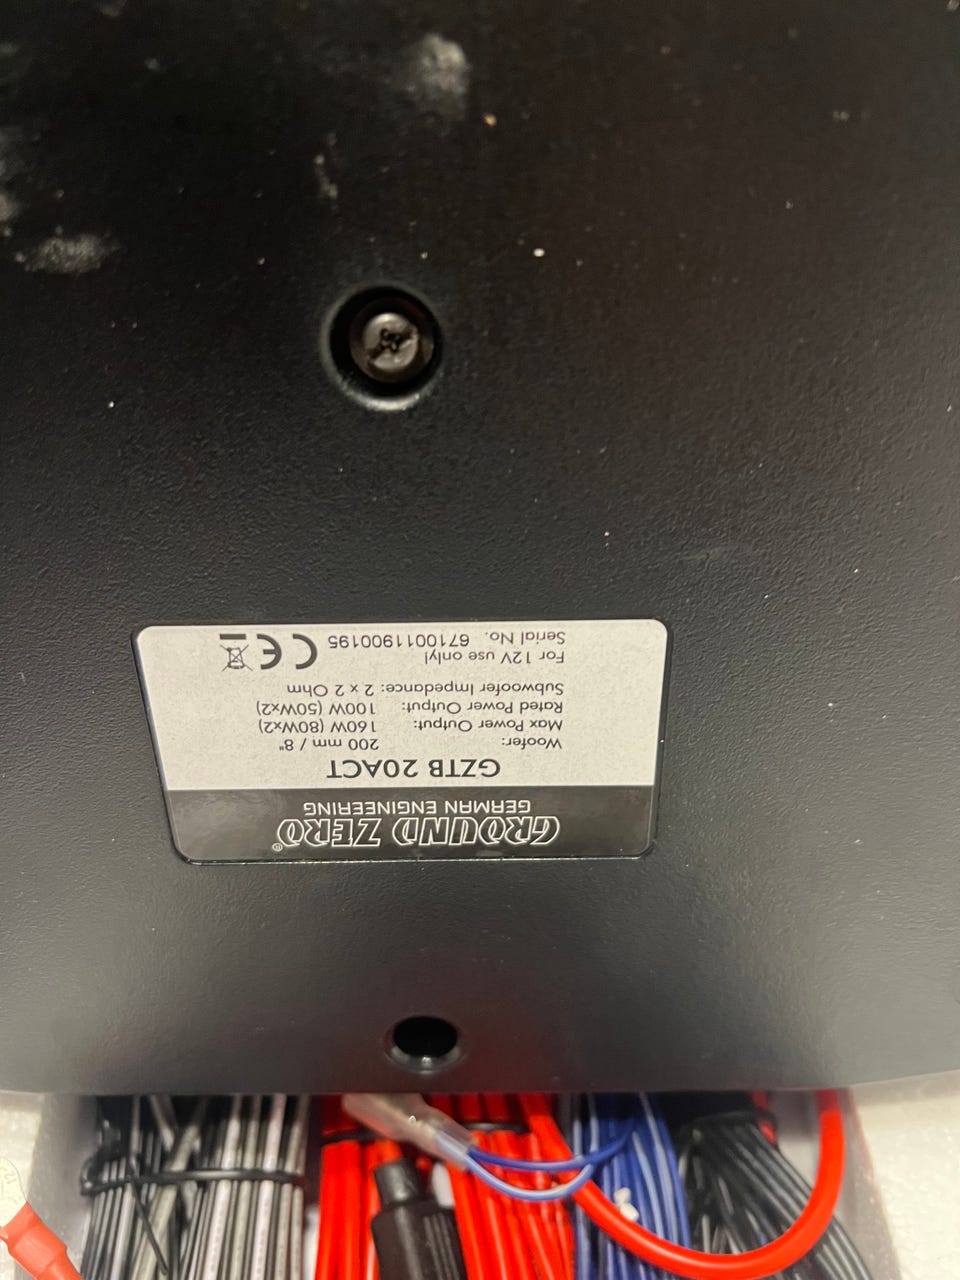 GROUND ZERO®
GERMAN ENGINEERING
GZTB 20ACT
Woofer: 200 mm / 8"
Max Power Output: 160W (80Wx2)
Rated Power Output: 100W (50Wx2)
Subwoofer Impedance: 2 x 2 Ohm
For 12V use only!
Serial No. 6710011900195
CE